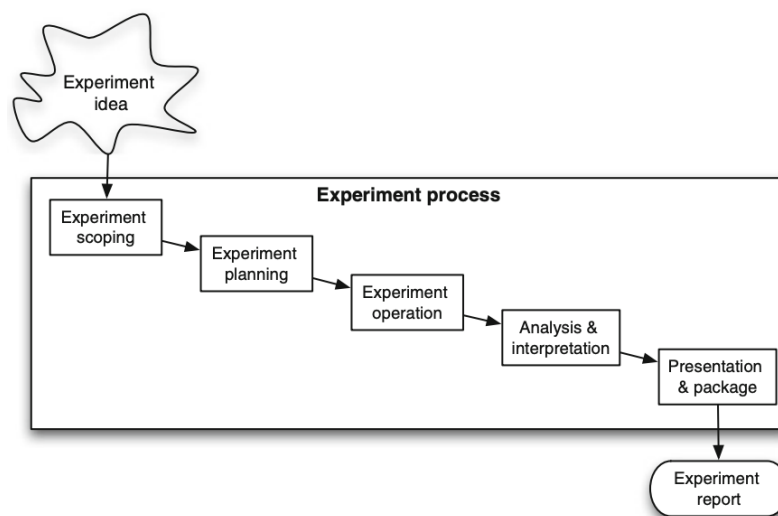 Experiment
idea
Experiment process
Experiment
scoping
Experiment
planning
Experiment
operation
Analysis &
interpretation
Presentation
& package
Experiment
report